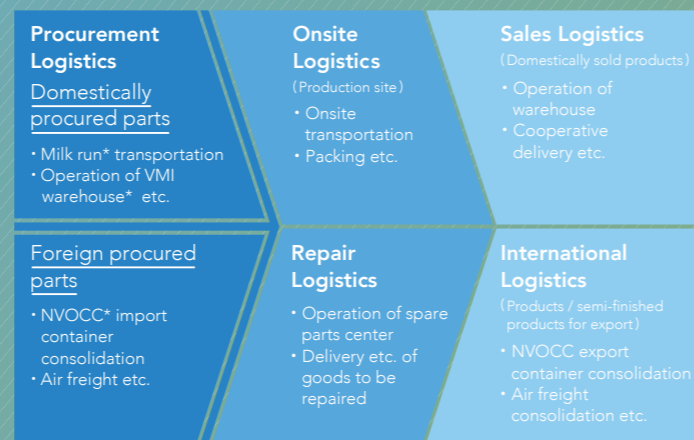 Procurement
Logistics
Domestically
procured parts
・Milk run* transportation
・Operation of VMI
warehouse* etc.
Foreign procured
parts
・NVOCC* import
container
consolidation
・Air freight etc.
Onsite
Logistics
(Production site)
・Onsite
transportation
・Packing etc.
Repair
Logistics
・Operation of spare
parts center
・Delivery etc. of
goods to be
repaired
Sales Logistics
(Domestically sold products)
・Operation of
warehouse
・Cooperative
delivery etc.
International
Logistics
(Products / semi-finished
products for export)
・NVOCC export
container consolidation
・Air freight
consolidation etc.